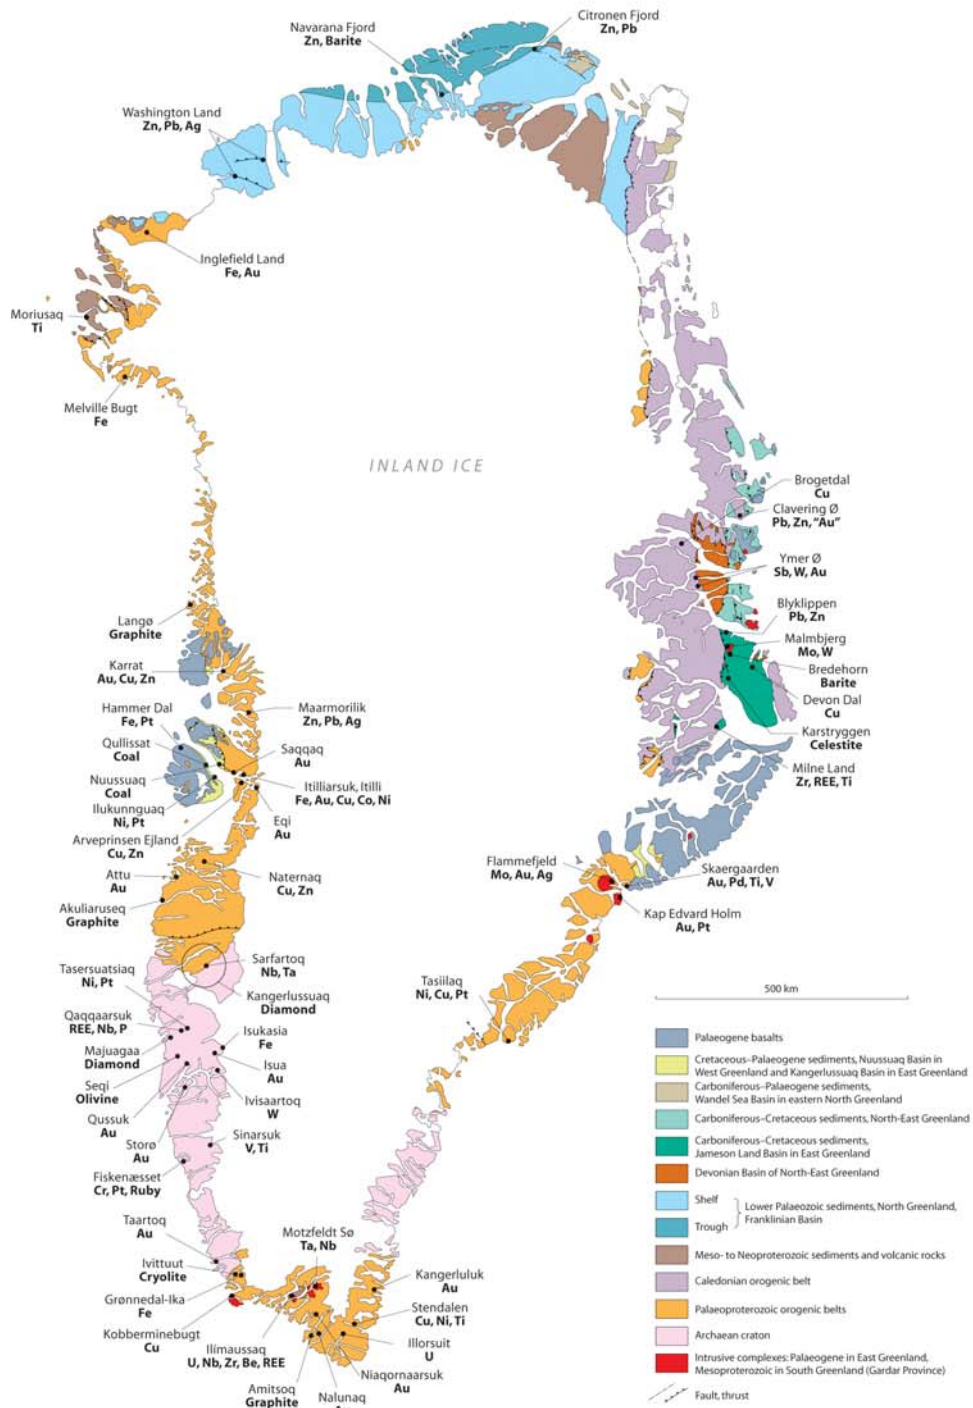 Citronen Fjord
Zn, Pb
Navarana Fjord
Zn, Barite
Washington Land
Zn, Pb, Ag
Inglefield Land
Fe, Au
Moriusaq
Ti
Melville Bugt
Fe
INLAND ICE
Brogetdal
Cu
Clavering Ø
Pb, Zn, “Au”
Ymer Ø
Sb, W, Au
Blyklippen
Pb, Zn
Malmbjerg
Mo, W
Bredehorn
Barite
Devon Dal
Cu
Karstryggen
Celestite
Milne Land
Zr, REE, Ti
Langø
Graphite
Karrat
Au, Cu, Zn
Maarmorilik
Zn, Pb, Ag
Hammer Dal
Fe, Pt
Qullissat
Coal
Saqqaq
Au
Nuussuaq
Coal
Itilliarsuk, Itilli
Fe, Au, Cu, Co, Ni
Ilukunnguaq
Ni, Pt
Eqi
Au
Arveprinsen Ejland
Cu, Zn
Attu
Au
Naternaq
Cu, Zn
Akuliaruseq
Graphite
Flammefjeld
Mo, Au, Ag
Skaergaarden
Au, Pd, Ti, V
Kap Edvard Holm
Au, Pt
Sarfartoq
Nb, Ta
Tasersuatsiaq
Ni, Pt
Kangerlussuaq
Diamond
Tasiilaq
Ni, Cu, Pt
Qaqqaarsuk
REE, Nb, P
Isukasia
Fe
Majuagaa
Diamond
Isua
Au
Seqi
Olivine
Ivisaartoq
W
Qussuk
Au
Storø
Au
Sinarsuk
V, Ti
Fiskenæsset
Cr, Pt, Ruby
Taartoq
Au
Motzfeldt Sø
Ta, Nb
Ivittuut
Cryolite
Kangerluluk
Au
Grønnedal-Ika
Fe
Stendalen
Cu, Ni, Ti
Kobberminebugt
Cu
Ilímaussaq
U, Nb, Zr, Be, REE
Illorsuit
U
Niaqornaarsuk
Au
Amitsoq
Graphite
Nalunaq
500 km
Palaeogene basalts
Cretaceous–Palaeogene sediments, Nuussuaq Basin in
West Greenland and Kangerlussuaq Basin in East Greenland
Carboniferous–Palaeogene sediments,
Wandel Sea Basin in eastern North Greenland
Carboniferous–Cretaceous sediments, North-East Greenland
Carboniferous–Cretaceous sediments,
Jameson Land Basin in East Greenland
Devonian Basin of North-East Greenland
Shelf
Trough
Lower Palaeozoic sediments, North Greenland,
Franklinian Basin
Meso- to Neoproterozoic sediments and volcanic rocks
Caledonian orogenic belt
Palaeoproterozoic orogenic belts
Archaean craton
Intrusive complexes: Palaeogene in East Greenland,
Mesoproterozoic in South Greenland (Gardar Province)
Fault, thrust